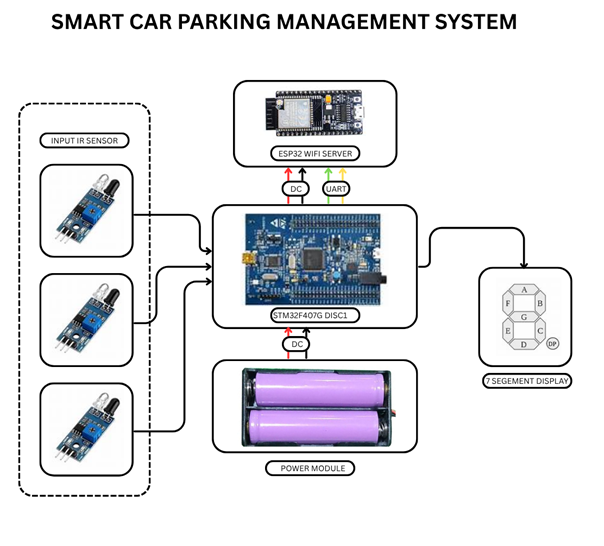 SMART CAR PARKING MANAGEMENT SYSTEM
INPUT IR SENSOR
ESP32 WIFI SERVER
DC
UART
STM32F407G DISC1
DC
POWER MODULE
A
F
B
G
E
C
D
DP
7 SEGEMENT DISPLAY